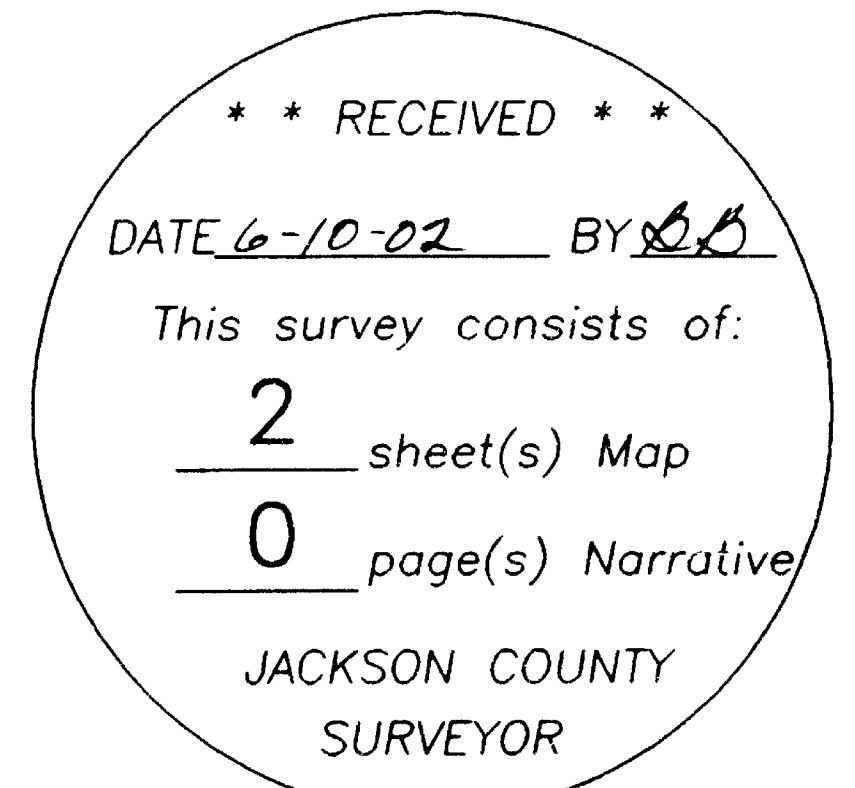 * * RECEIVED * *
DATE 6-10-02 BY BB
This survey consists of:
2 sheet(s) Map
0 page(s) Narrative
JACKSON COUNTY
SURVEYOR